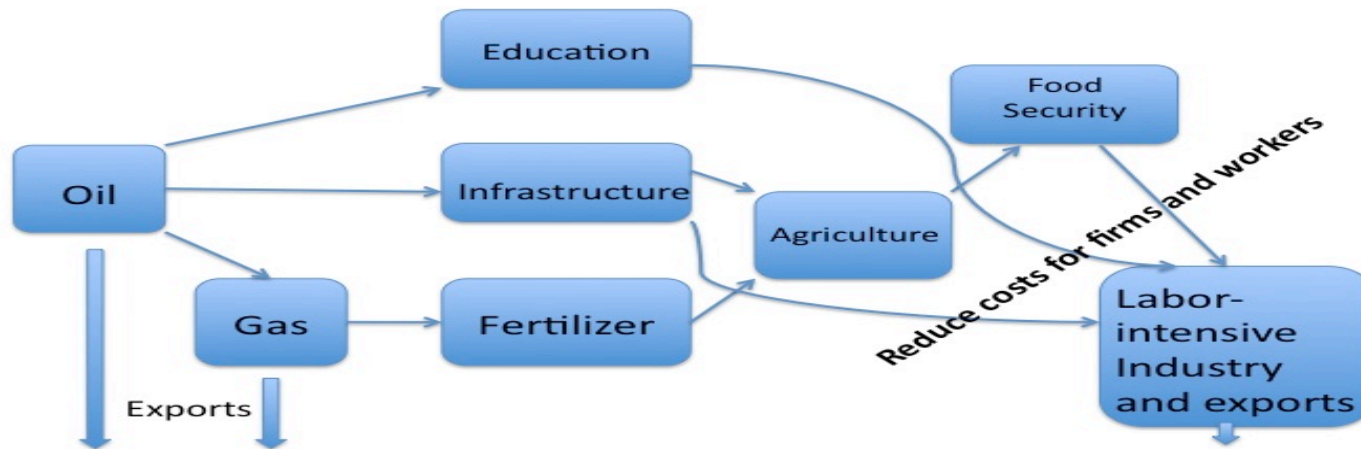 Education
Food
Security
Oil
Infrastructure
Agriculture
Reduce costs for firms and workers
Gas
Fertilizer
Labor-
intensive
Industry
and exports
Exports